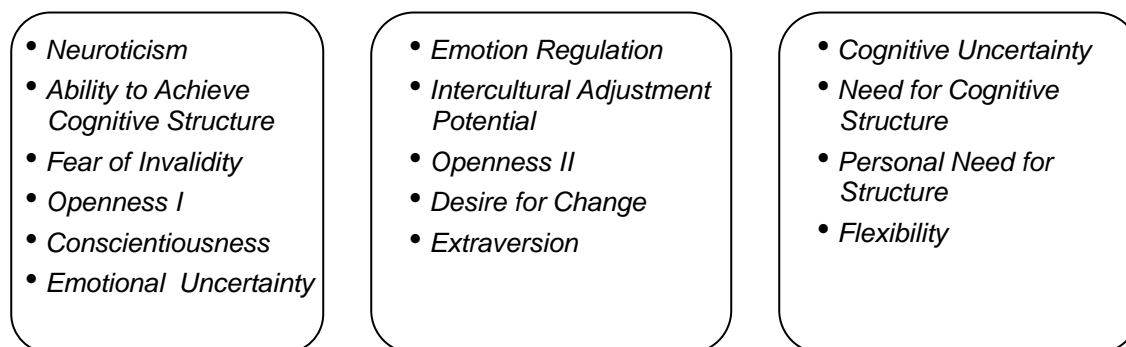 • Neuroticism
• Ability to Achieve
Cognitive Structure
• Fear of Invalidity
• Openness I
• Conscientiousness
• Emotional Uncertainty
• Emotion Regulation
• Intercultural Adjustment
Potential
• Openness II
• Desire for Change
• Extraversion
• Cognitive Uncertainty
• Need for Cognitive
Structure
• Personal Need for
Structure
• Flexibility